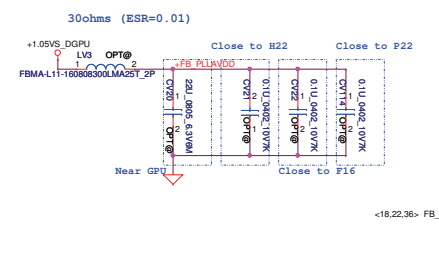 30ohms (ESR=0.01)
+1.05VS_DGPU
LV3 OPT@
1 2
FBMA-L11-160808300LMA25T_2P
+FB_PLLAVDD
Close to H22
Close to P22
CV20
22U_0805_6.3V6M
1
2
OPT@
CV21
0.1U_0402_10V7K
2
1
OPT@
CV22
0.1U_0402_10V7K
1
2
OPT@
CV114
0.1U_0402_10V7K
1
2
OPT@
Near GPU
Close to F16
<18,22,36> FB_